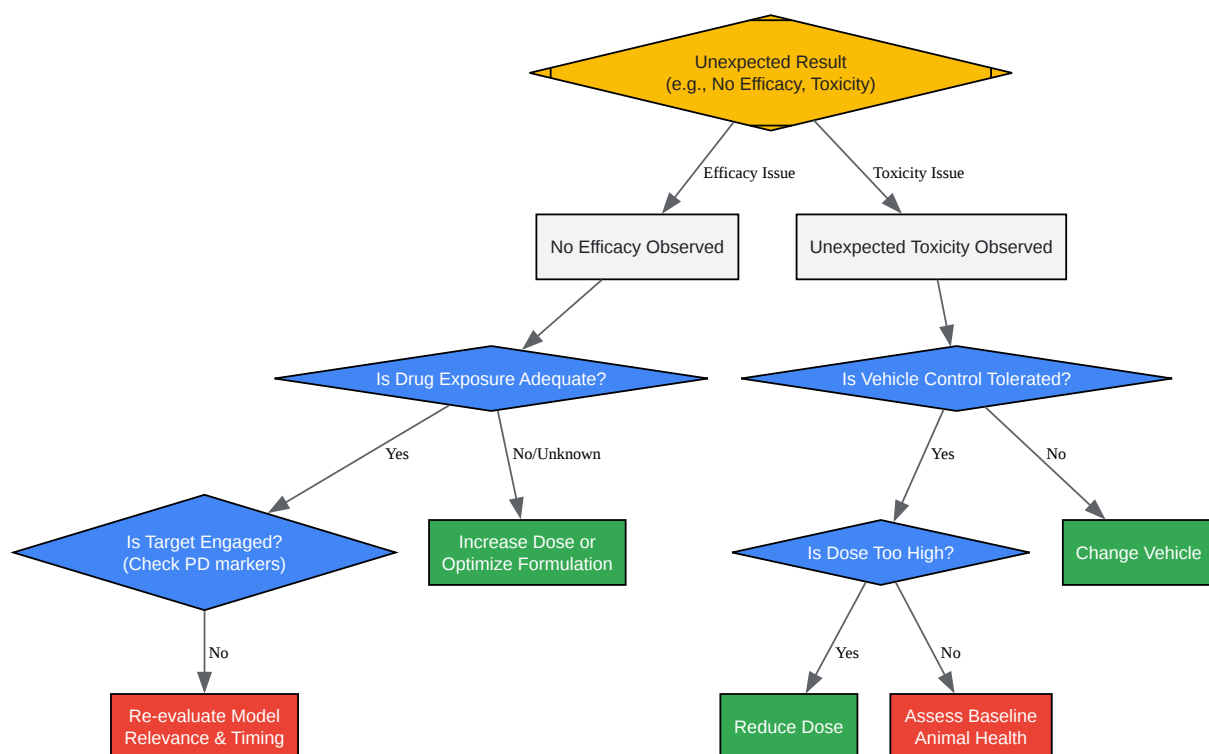 Unexpected Result
(e.g., No Efficacy, Toxicity)
Efficacy Issue
Toxicity Issue
No Efficacy Observed
Unexpected Toxicity Observed
Is Drug Exposure Adequate?
Is Vehicle Control Tolerated?
Yes
No/Unknown
Yes
No
Is Target Engaged?
(Check PD markers)
Increase Dose or
Optimize Formulation
Is Dose Too High?
Change Vehicle
No
Yes
No
Re-evaluate Model
Relevance & Timing
Reduce Dose
Assess Baseline
Animal Health